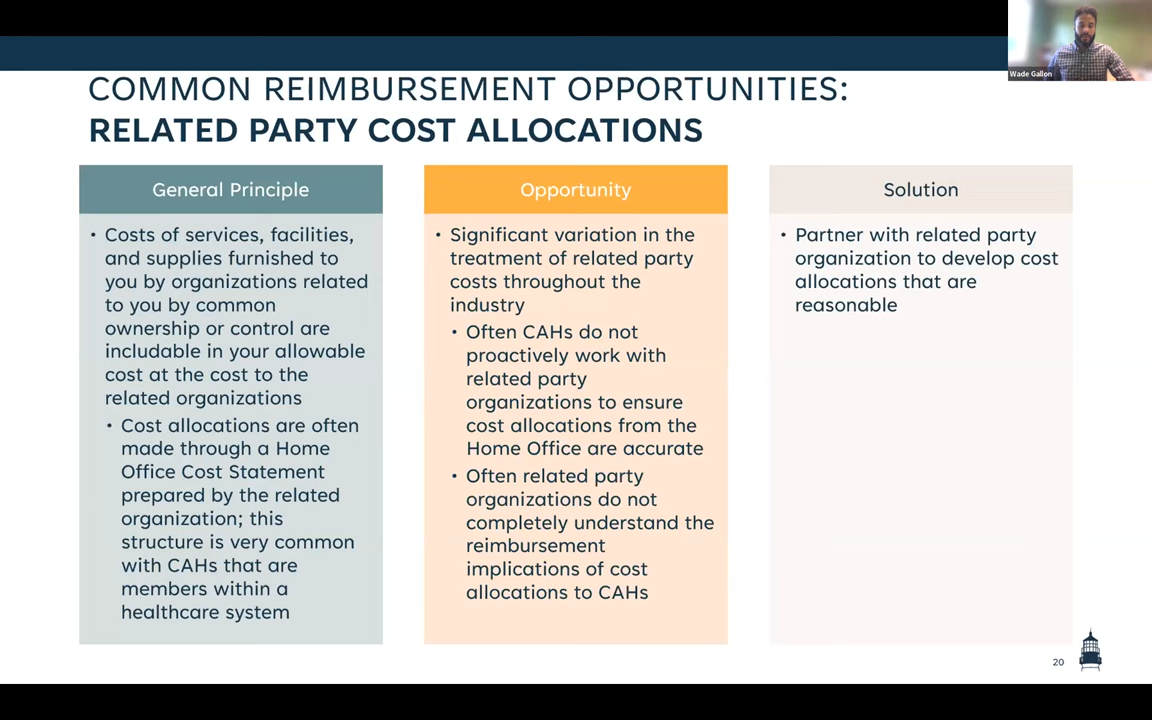 Wade Gallon
COMMON REIMBURSEMENT OPPORTUNITIES:
RELATED PARTY COST ALLOCATIONS
General Principle
• Costs of services, facilities,
and supplies furnished to
you by organizations related
to you by common
ownership or control are
includable in your allowable
cost at the cost to the
related organizations
• Cost allocations are often
made through a Home
Office Cost Statement
prepared by the related
organization; this
structure is very common
with CAHs that are
members within a
healthcare system
Opportunity
• Significant variation in the
treatment of related party
costs throughout the
industry
• Often CAHs do not
proactively work with
related party
organizations to ensure
cost allocations from the
Home Office are accurate
• Often related party
organizations do not
completely understand the
reimbursement
implications of cost
allocations to CAHs
Solution
• Partner with related party
organization to develop cost
allocations that are
reasonable
20